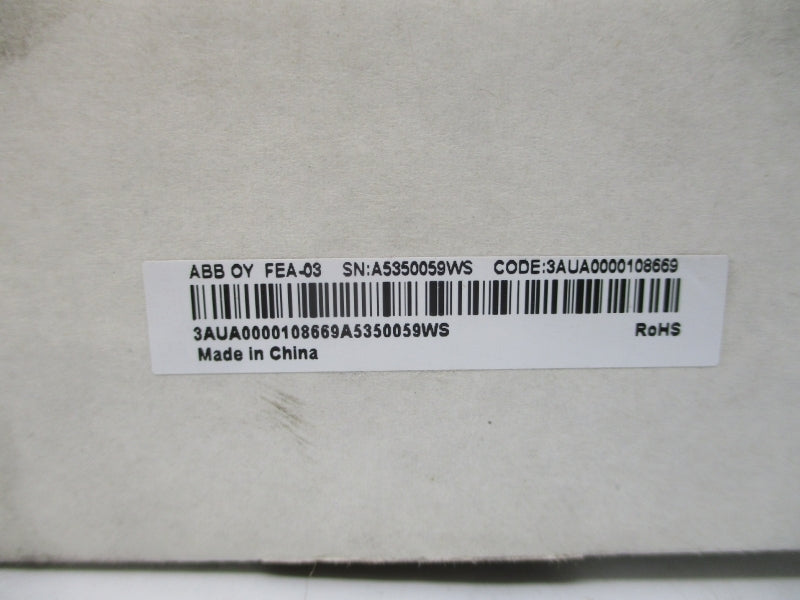 ABB OY FEA-03 SN:A5350059WS CODE:3AUA0000108669
3AUA0000108669A5350059WS RoHS
Made in China